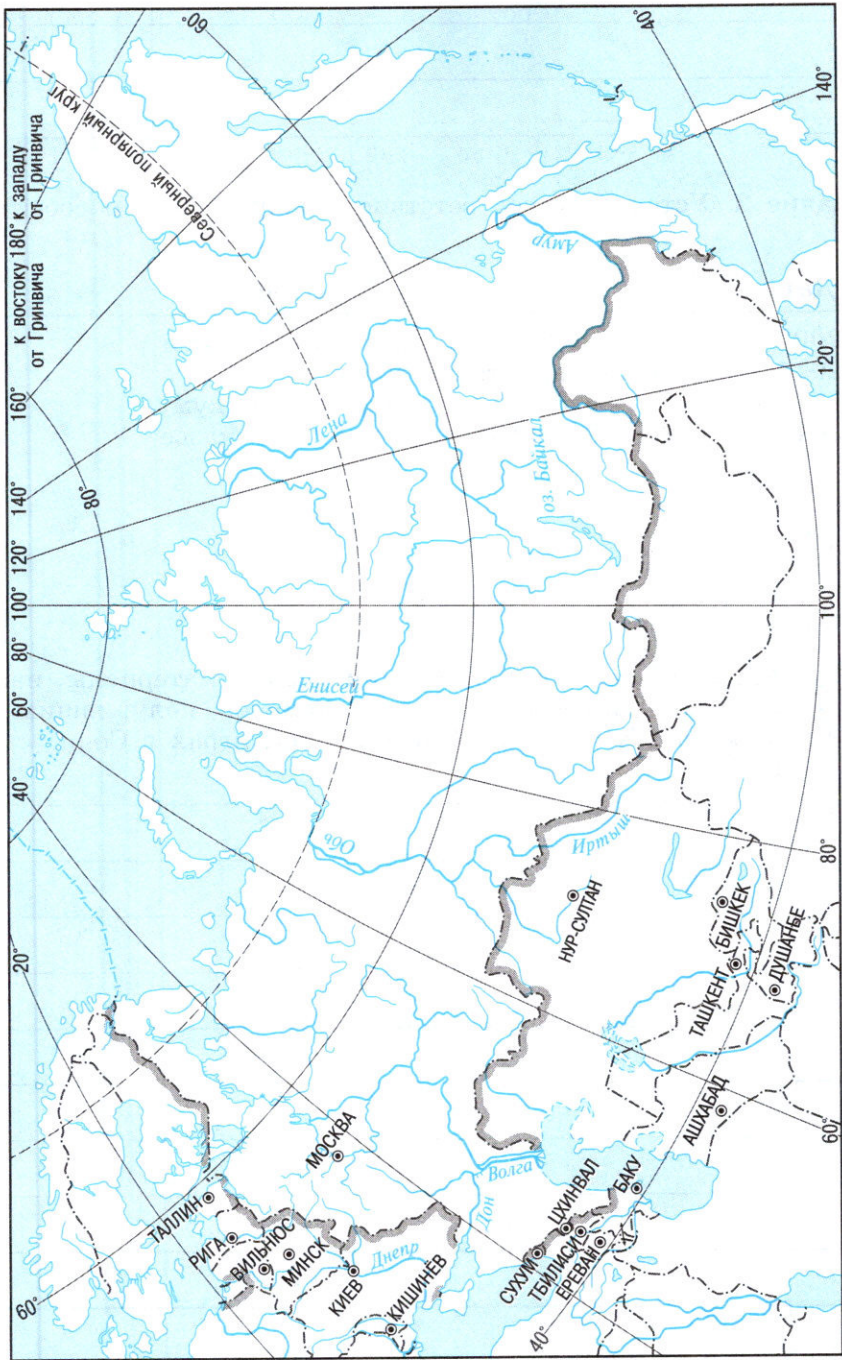 к востоку 180° к западу
от Гринвича от Гринвича
160°
140°
120°
100°
80°
60°
40°
20°
60°
80°
60°
40°
140°
120°
100°
80°
60°
40°
Северный полярный круг
Лена
Енисей
Обь
Иртыш
оз. Байкал
Амур
Волга
Дон
Днепр
МОСКВА
ТАЛЛИН
РИГА
ВИЛЬНЮС
МИНСК
КИЕВ
КИШИНЁВ
СУХУМ
ЦХИНВАЛ
ТБИЛИСИ
ЕРЕВАН
БАКУ
НУР-СУЛТАН
АШХАБАД
ТАШКЕНТ
БИШКЕК
ДУШАНБЕ